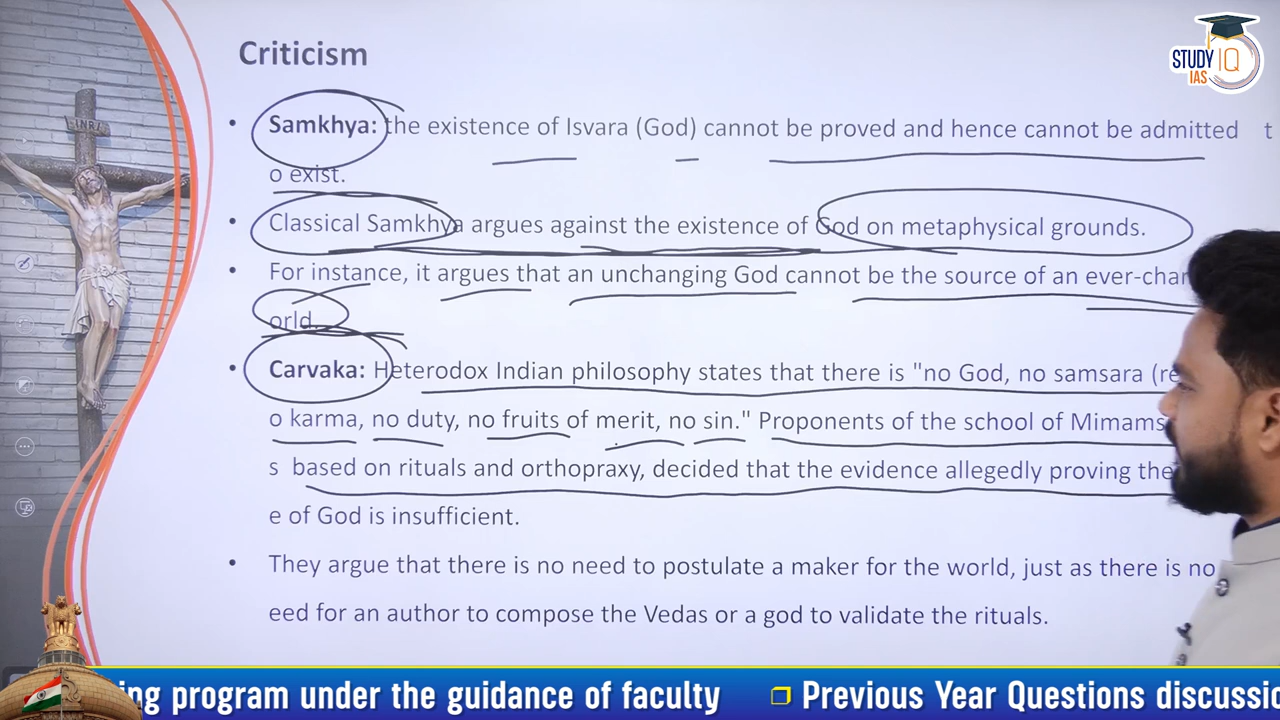 INRI
Criticism
STUDY IQ
IAS
• Samkhya: the existence of Isvara (God) cannot be proved and hence cannot be admitted t
o exist.
• Classical Samkhya argues against the existence of God on metaphysical grounds.
• For instance, it argues that an unchanging God cannot be the source of an
orld.
• Carvaka: Heterodox Indian philosophy states that there is "no God, no samsara
o karma, no duty, no fruits of merit, no sin." Proponents of the school of
s based on rituals and orthopraxy, decided that the evidence allegedly proving the
e of God is insufficient.
• They argue that there is no need to postulate a maker for the world, just as there is no
eed for an author to compose the Vedas or a god to validate the rituals.
program under the guidance of faculty ❐ Previous Year Questions